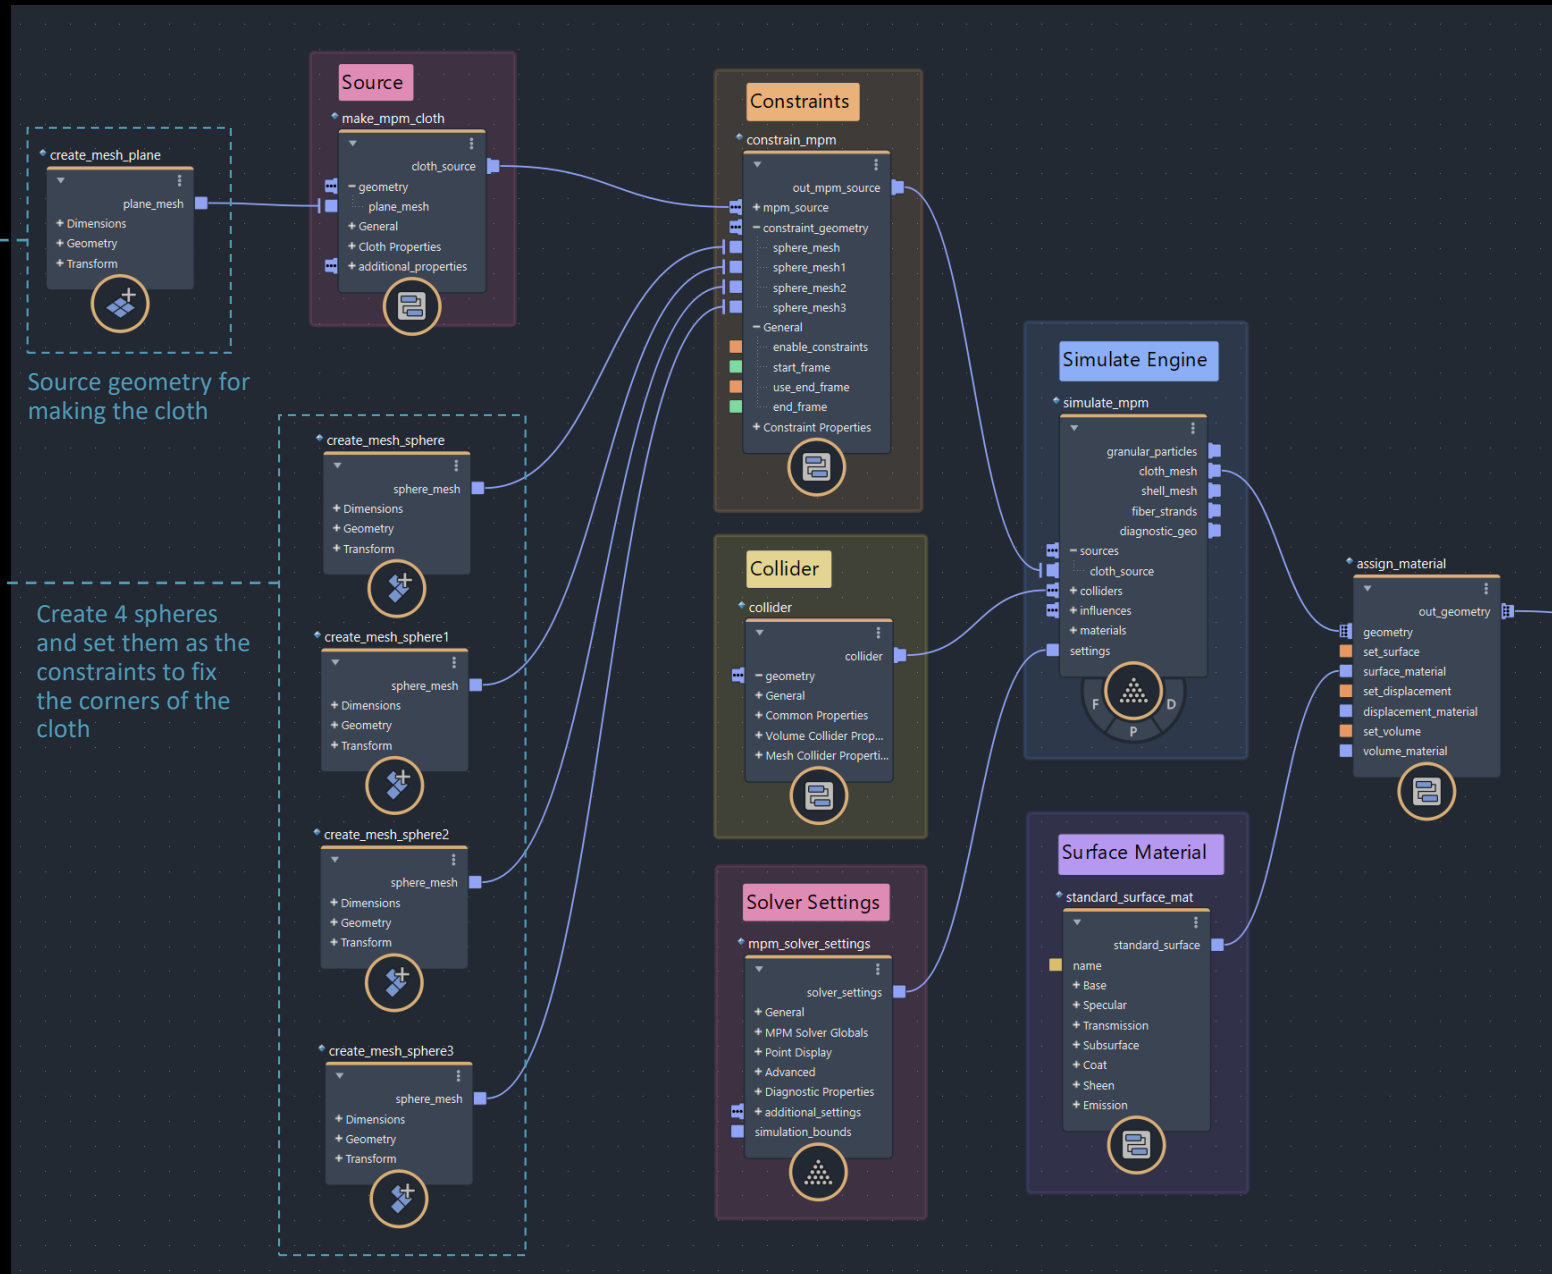 Source
make_mpm_cloth
cloth_source
geometry
plane_mesh
General
Cloth Properties
additional_properties
create_mesh_plane
plane_mesh
Dimensions
Geometry
Transform
Source geometry for
making the cloth
create_mesh_sphere
sphere_mesh
Dimensions
Geometry
Transform
Create 4 spheres
and set them as the
constraints to fix
the corners of the
cloth
create_mesh_sphere1
sphere_mesh
Dimensions
Geometry
Transform
create_mesh_sphere2
sphere_mesh
Dimensions
Geometry
Transform
create_mesh_sphere3
sphere_mesh
Dimensions
Geometry
Transform
Constraints
constrain_mpm
out_mpm_source
mpm_source
constraint_geometry
sphere_mesh
sphere_mesh1
sphere_mesh2
sphere_mesh3
General
enable_constraints
start_frame
use_end_frame
end_frame
Constraint Properties
Collider
collider
collider
geometry
General
Common Properties
Volume Collider Prop...
Mesh Collider Properti...
Solver Settings
mpm_solver_settings
solver_settings
General
MPM Solver Globals
Point Display
Advanced
Diagnostic Properties
additional_settings
simulation_bounds
Simulate Engine
simulate_mpm
granular_particles
cloth_mesh
shell_mesh
fiber_strands
diagnostic_geo
sources
cloth_source
colliders
influences
materials
settings
F
P
D
Surface Material
standard_surface_mat
standard_surface
name
Base
Specular
Transmission
Subsurface
Coat
Sheen
Emission
assign_material
out_geometry
geometry
set_surface
surface_material
set_displacement
displacement_material
set_volume
volume_material